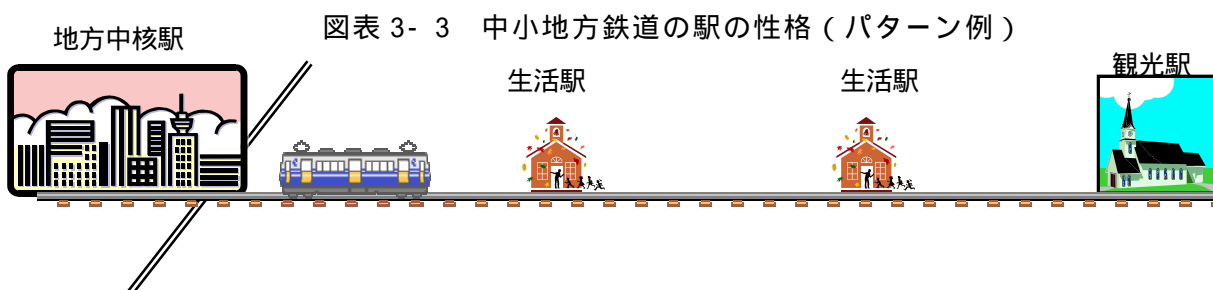 図表 3- 3 中小地方鉄道の駅の性格(パターン例)
地方中核駅
生活駅
生活駅
観光駅